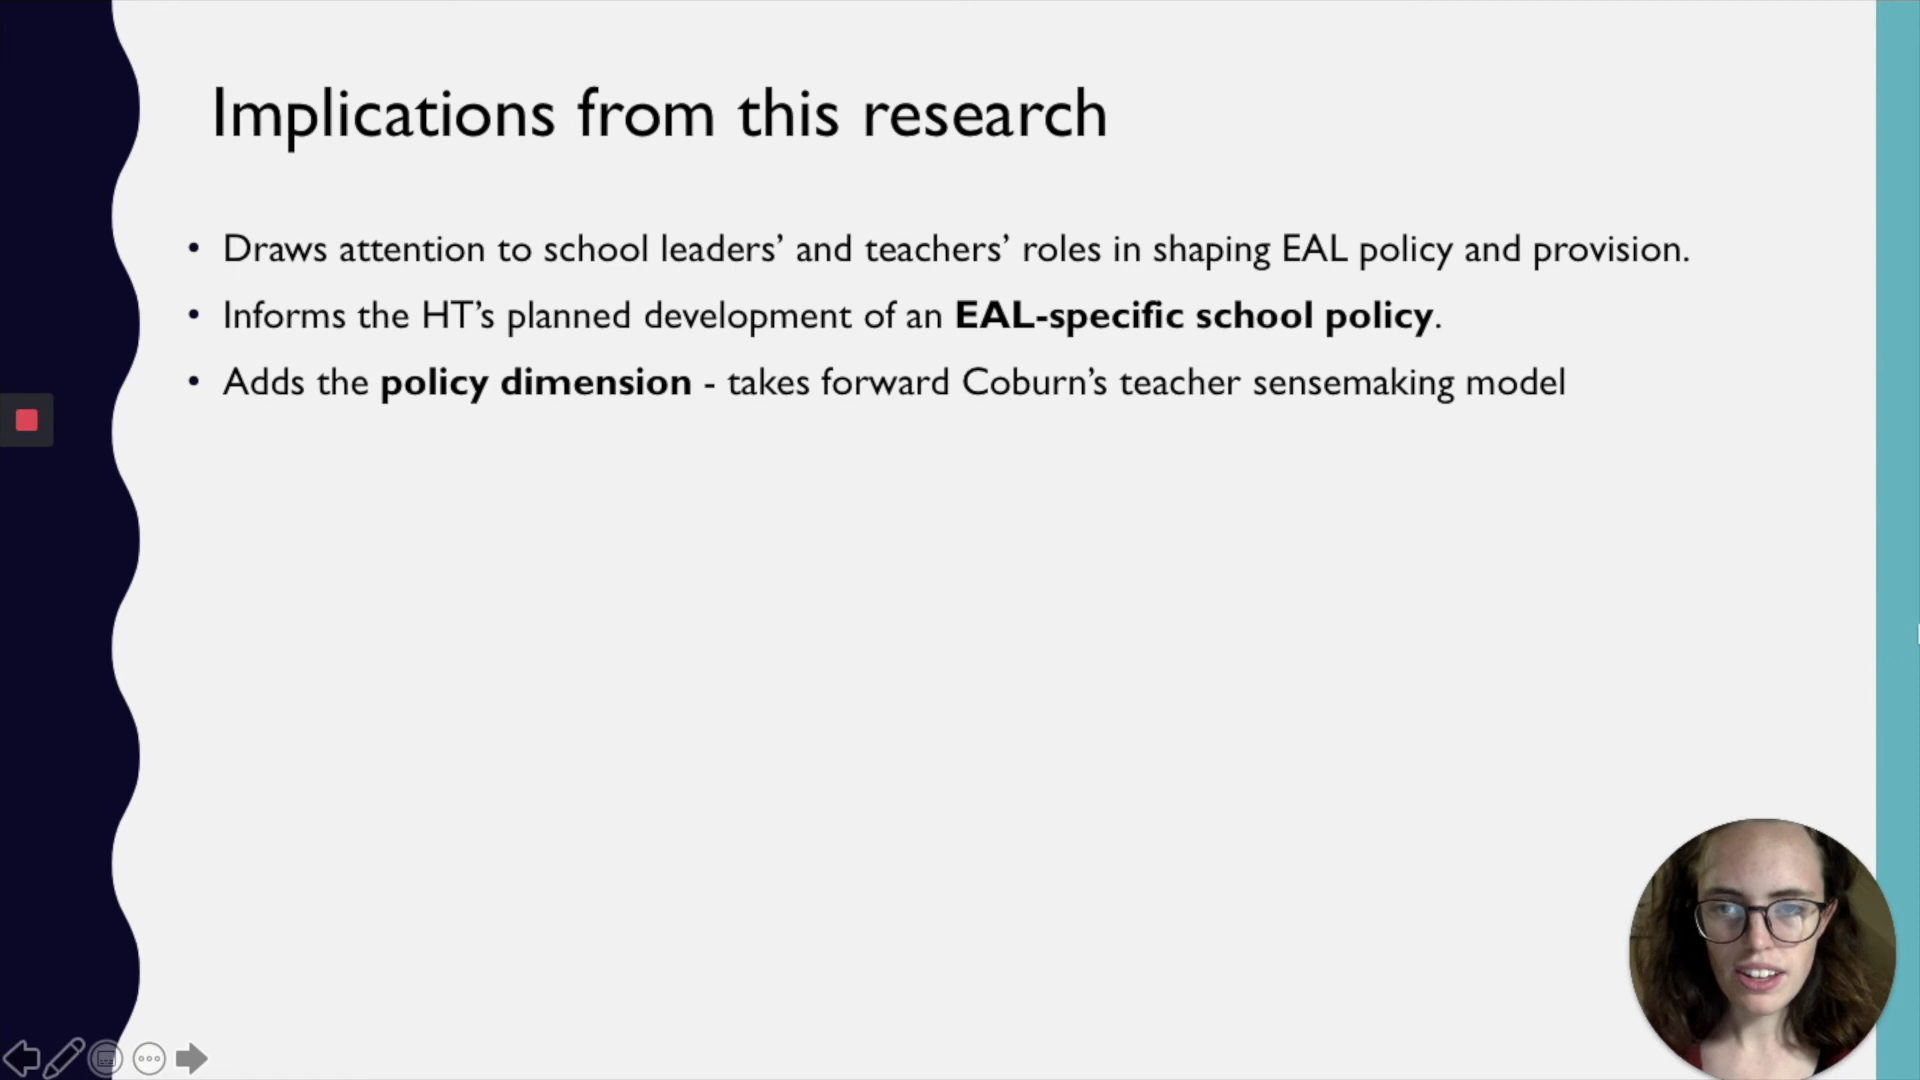 Implications from this research
• Draws attention to school leaders’ and teachers’ roles in shaping EAL policy and provision.
• Informs the HT’s planned development of an EAL-specific school policy.
• Adds the policy dimension - takes forward Coburn’s teacher sensemaking model